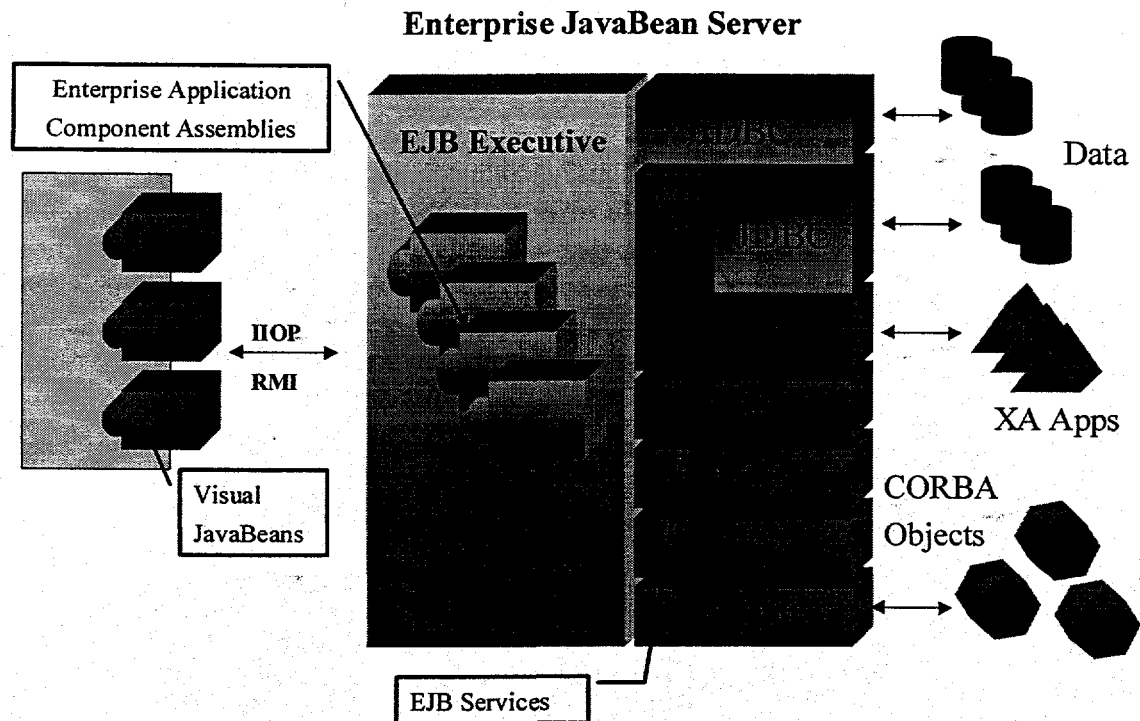 Enterprise JavaBean Server
Enterprise Application
Component Assemblies
EJB Executive
JDBC
Data
JDBC
IIOP
RMI
XA Apps
Visual
JavaBeans
CORBA
Objects
EJB Services